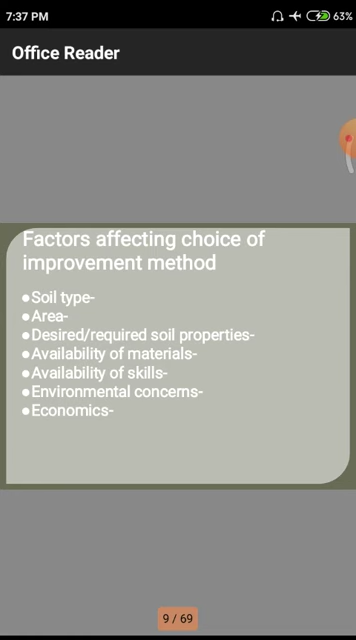 7:37 PM 63%
Office Reader
Factors affecting choice of
improvement method
●Soil type-
●Area-
●Desired/required soil properties-
●Availability of materials-
●Availability of skills-
●Environmental concerns-
●Economics-
9 / 69